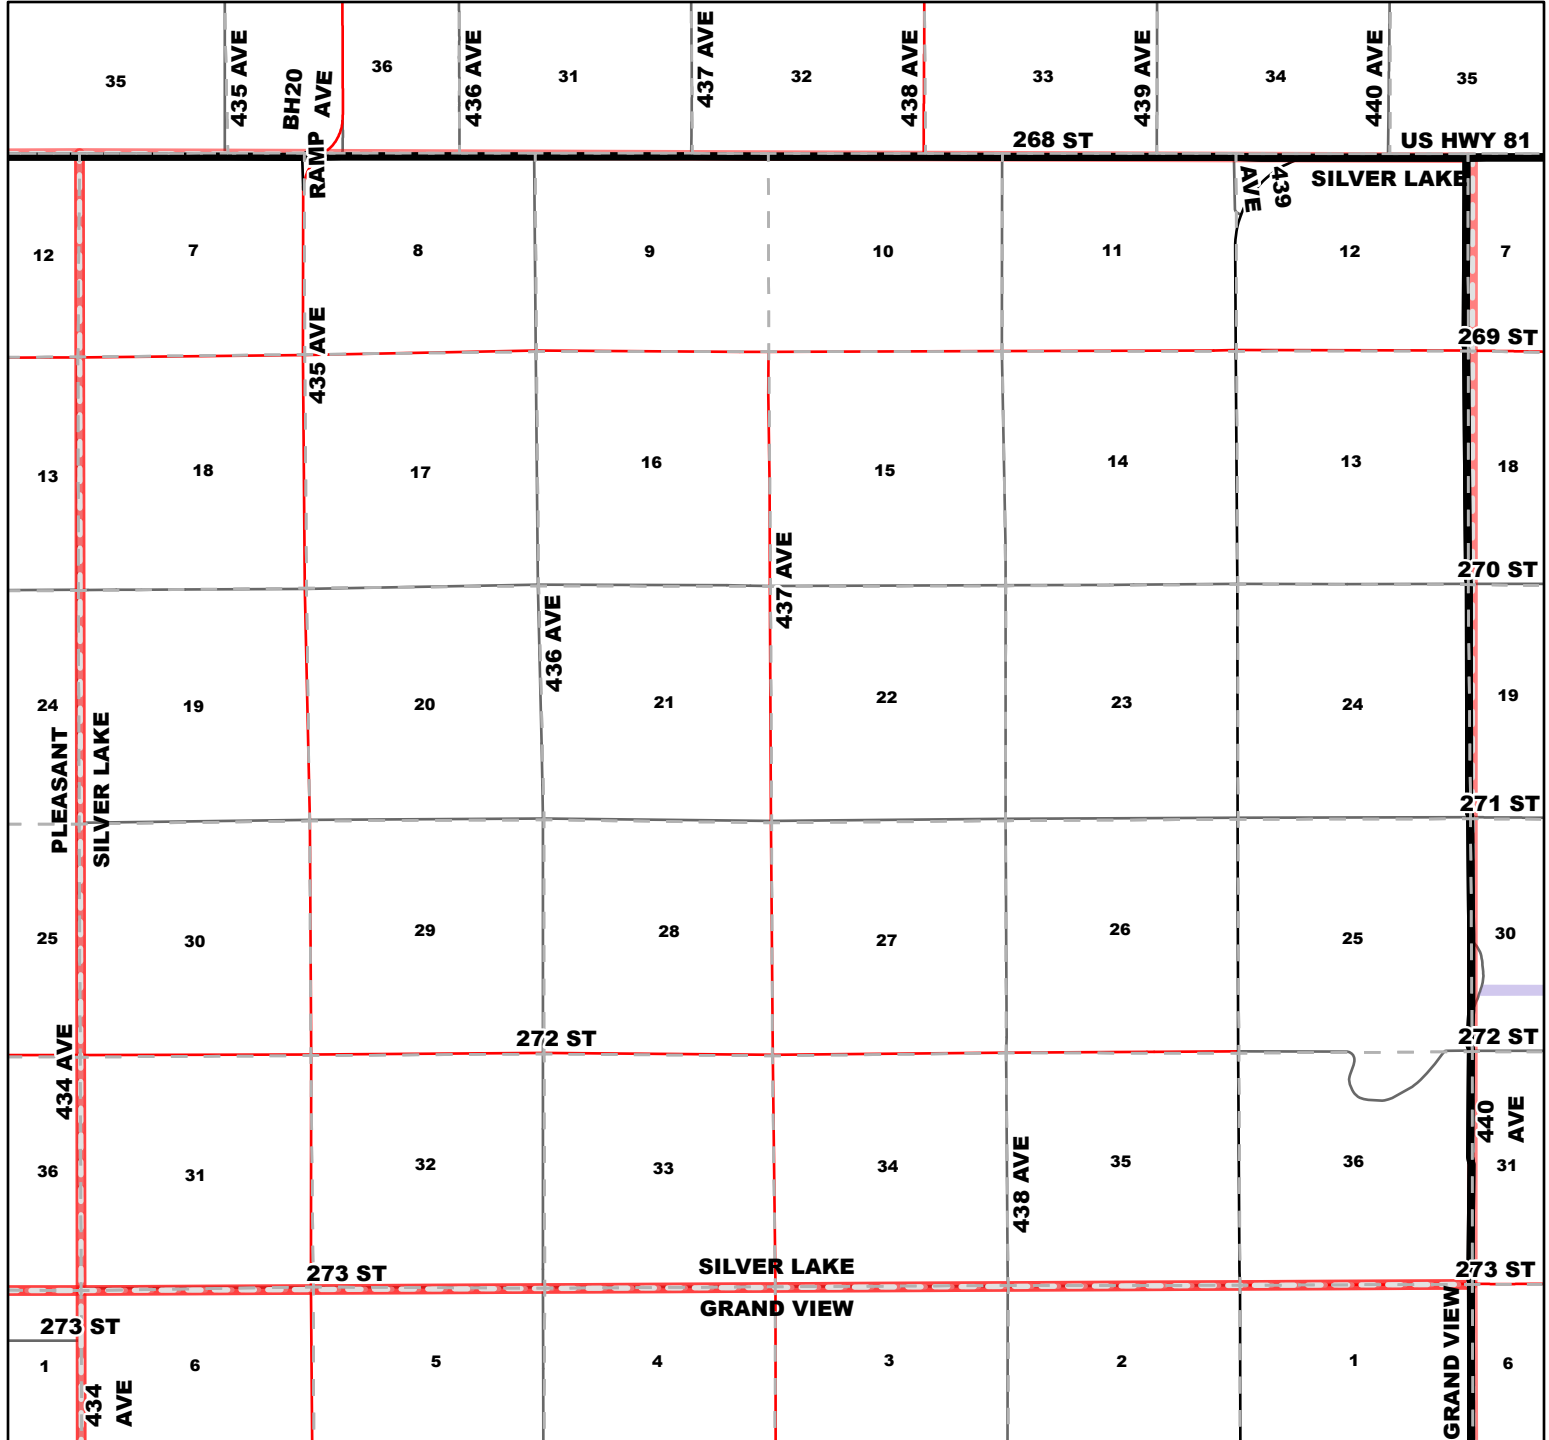 35
435 AVE
BH20
RAMP AVE
36
436 AVE
31
437 AVE
32
438 AVE
33
439 AVE
34
440 AVE
35
268 ST
US HWY 81
439
AVE
SILVER LAKE
12
7
8
9
10
11
12
7
435 AVE
269 ST
13
18
17
16
15
14
13
18
437 AVE
270 ST
436 AVE
24
19
20
21
22
23
24
19
PLEASANT
SILVER LAKE
271 ST
25
30
29
28
27
26
25
30
434 AVE
272 ST
272 ST
440
AVE
36
31
32
33
34
438 AVE
35
36
31
273 ST
SILVER LAKE
273 ST
GRAND VIEW
273 ST
GRAND VIEW
1
6
5
4
3
2
1
6
434
AVE